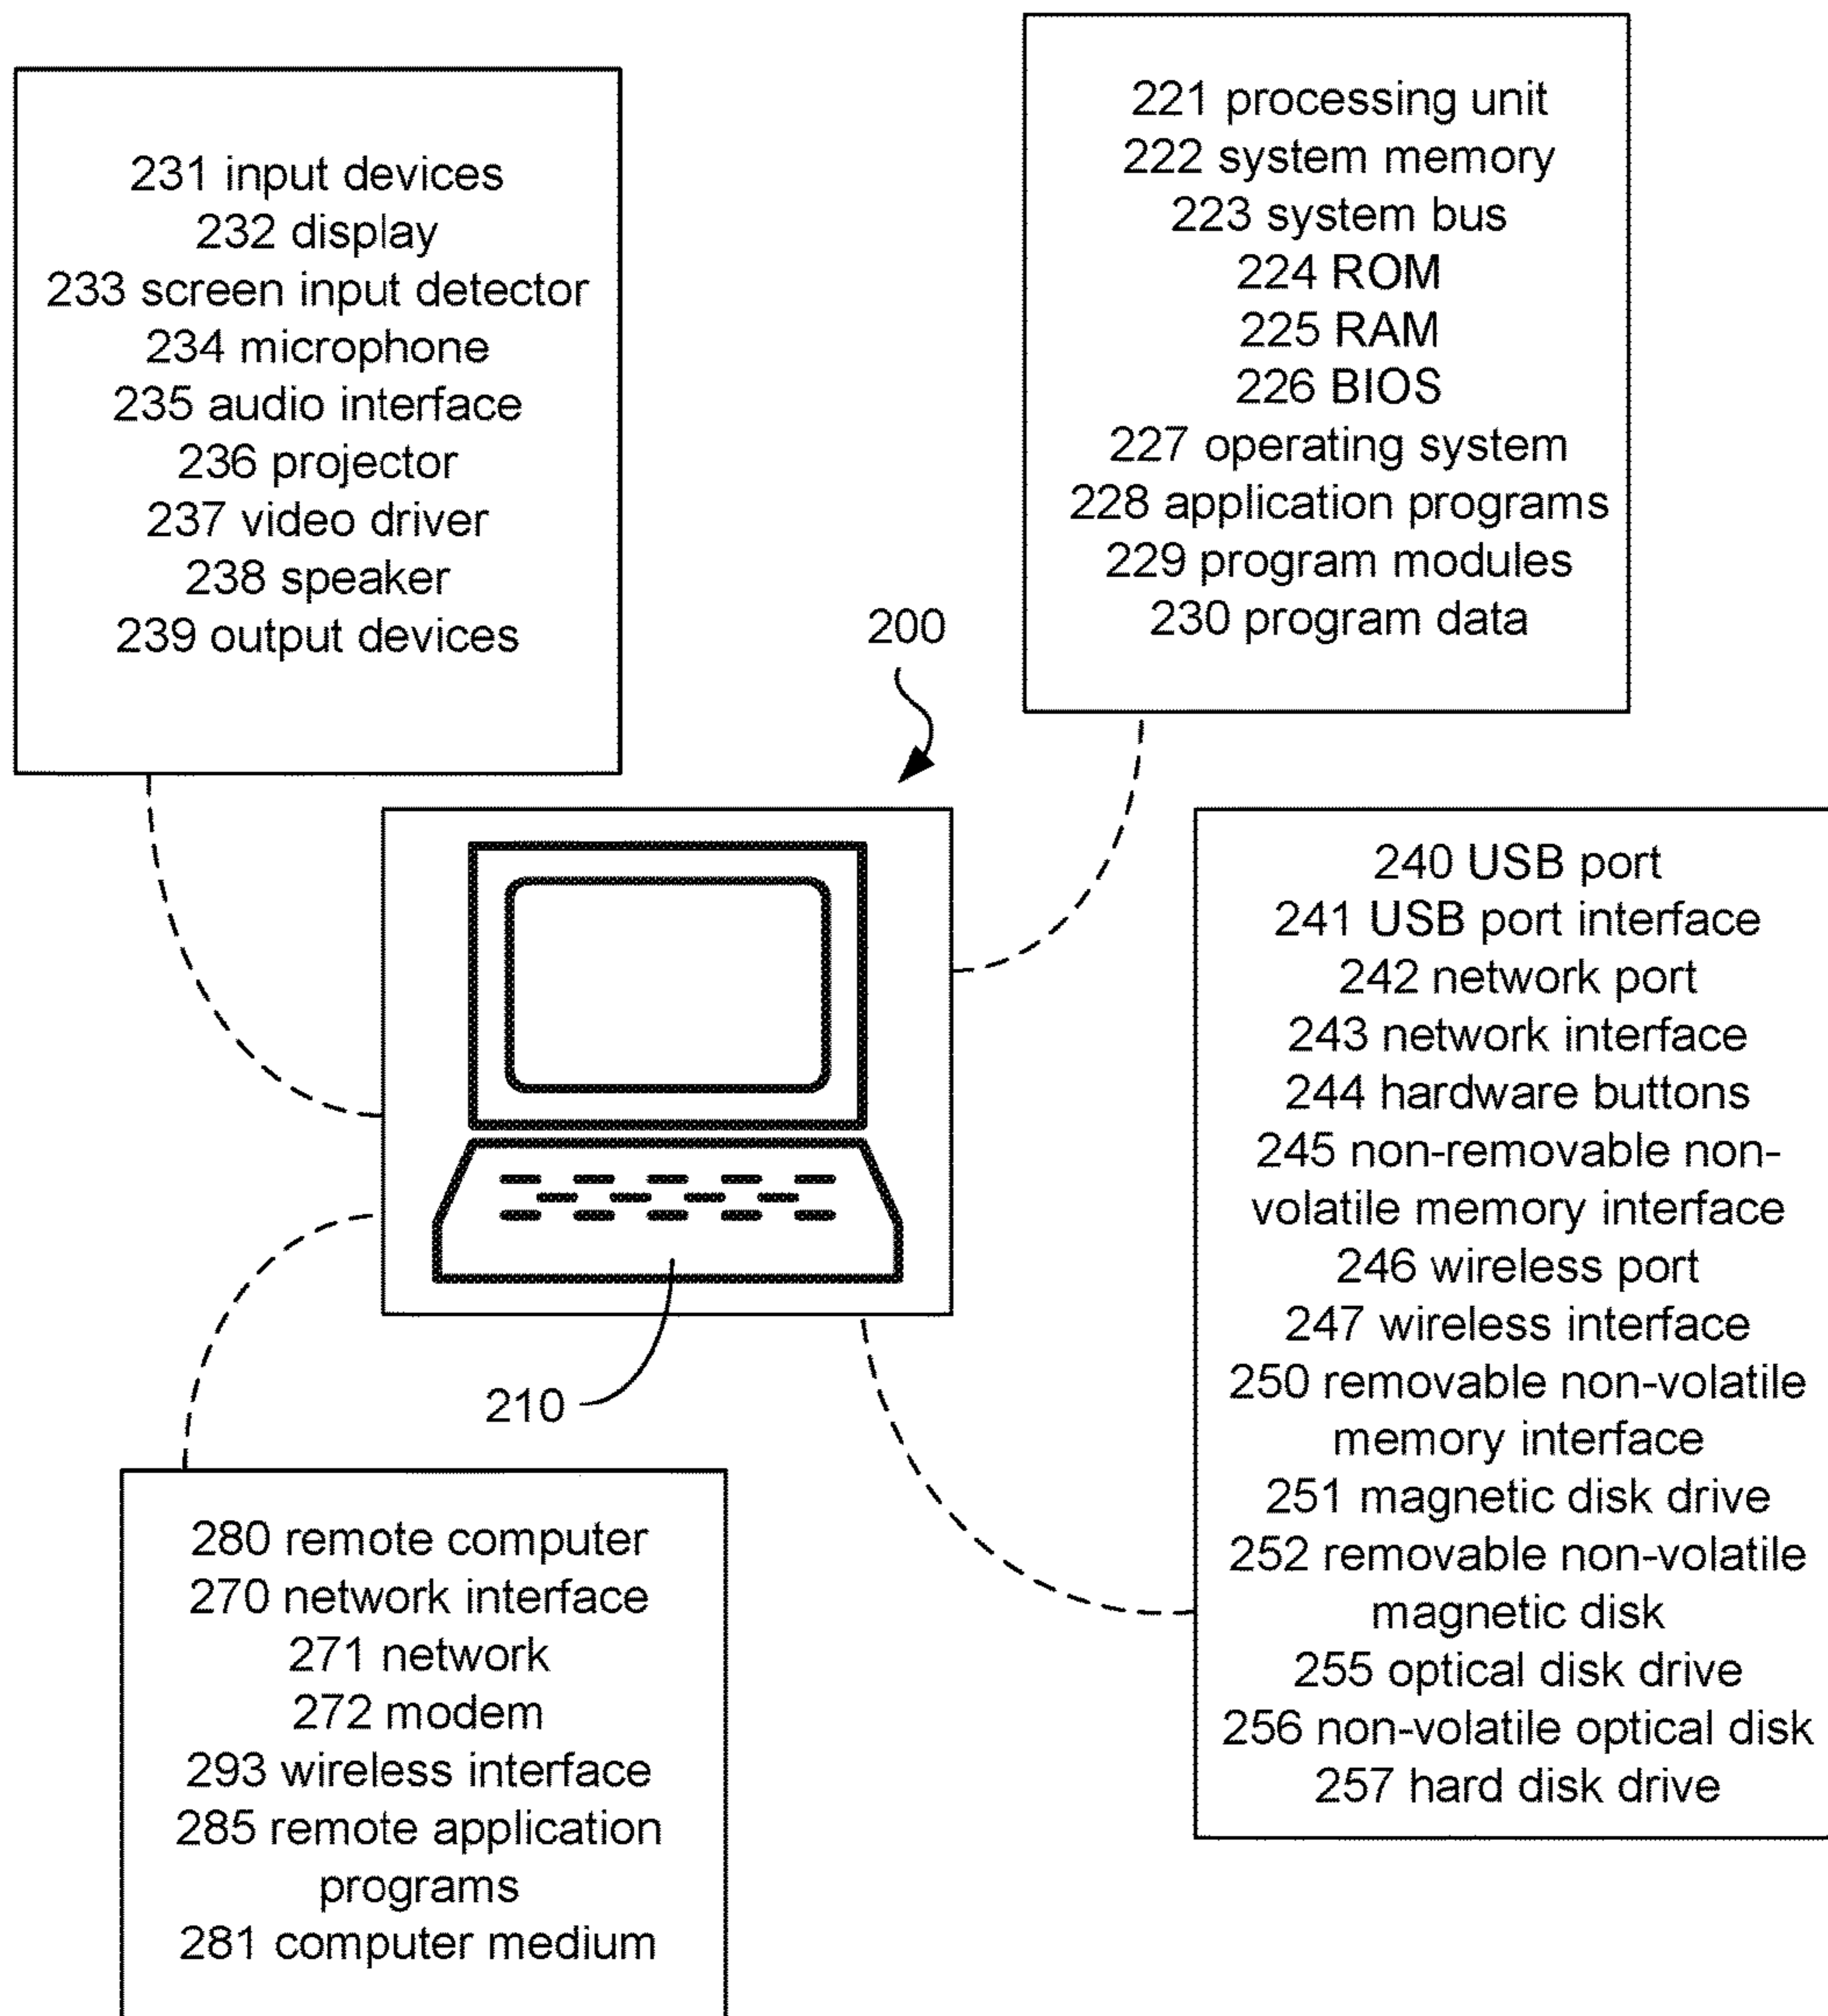 231 input devices
232 display
233 screen input detector
234 microphone
235 audio interface
236 projector
237 video driver
238 speaker
239 output devices
221 processing unit
222 system memory
223 system bus
224 ROM
225 RAM
226 BIOS
227 operating system
228 application programs
229 program modules
230 program data
200
210
240 USB port
241 USB port interface
242 network port
243 network interface
244 hardware buttons
245 non-removable non-
volatile memory interface
246 wireless port
247 wireless interface
250 removable non-volatile
memory interface
251 magnetic disk drive
252 removable non-volatile
magnetic disk
255 optical disk drive
256 non-volatile optical disk
257 hard disk drive
280 remote computer
270 network interface
271 network
272 modem
293 wireless interface
285 remote application
programs
281 computer medium